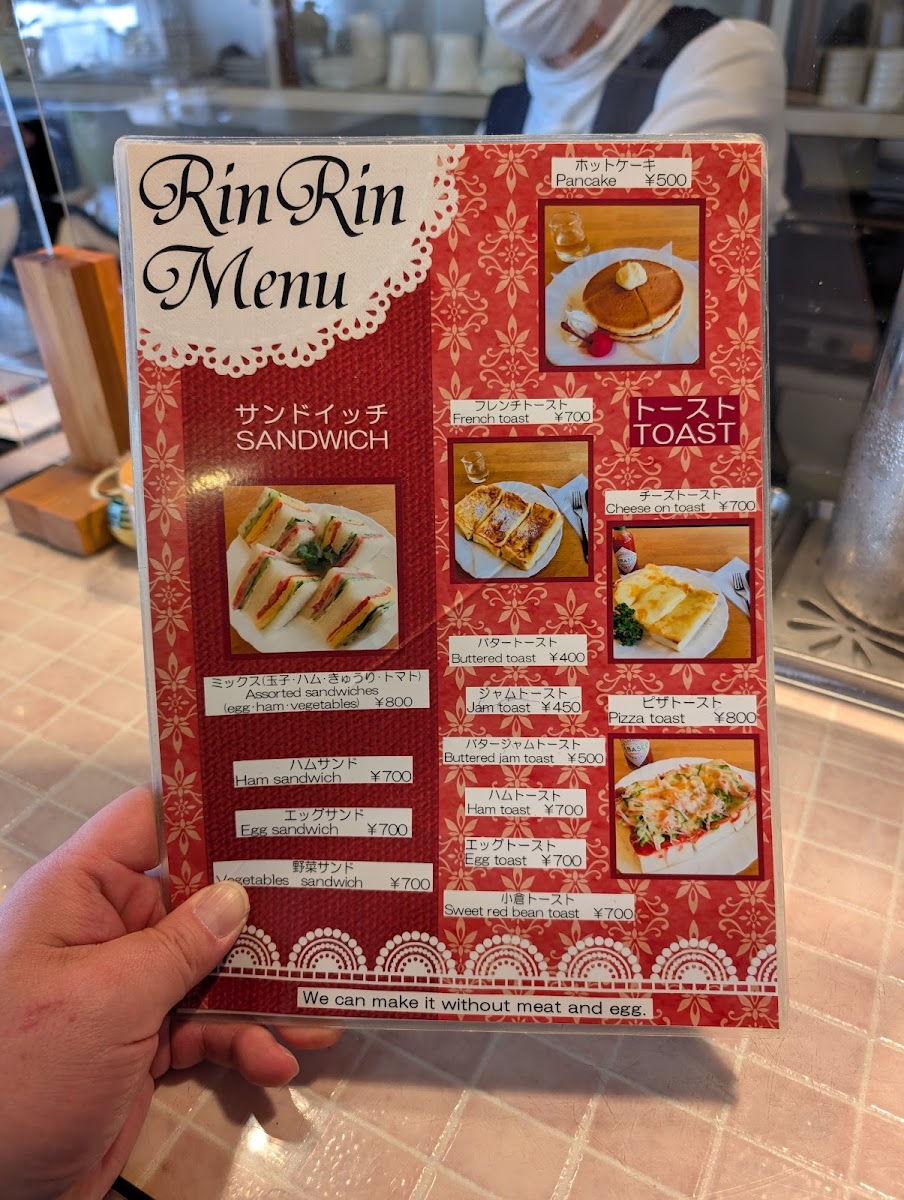 RinRin
Menu
サンドイッチ
SANDWICH
ミックス(玉子・ハム・きゅうり・トマト)
Assorted sandwiches
(egg・ham・vegetables) ¥800
ハムサンド
Ham sandwich ¥700
エッグサンド
Egg sandwich ¥700
野菜サンド
Vegetables sandwich ¥700
ホットケーキ
Pancake ¥500
フレンチトースト
French toast ¥700
トースト
TOAST
チーズトースト
Cheese on toast ¥700
バタートースト
Buttered toast ¥400
ジャムトースト
Jam toast ¥450
バタージャムトースト
Buttered jam toast ¥500
ハムトースト
Ham toast ¥700
エッグトースト
Egg toast ¥700
小倉トースト
Sweet red bean toast ¥700
ピザトースト
Pizza toast ¥800
We can make it without meat and egg.